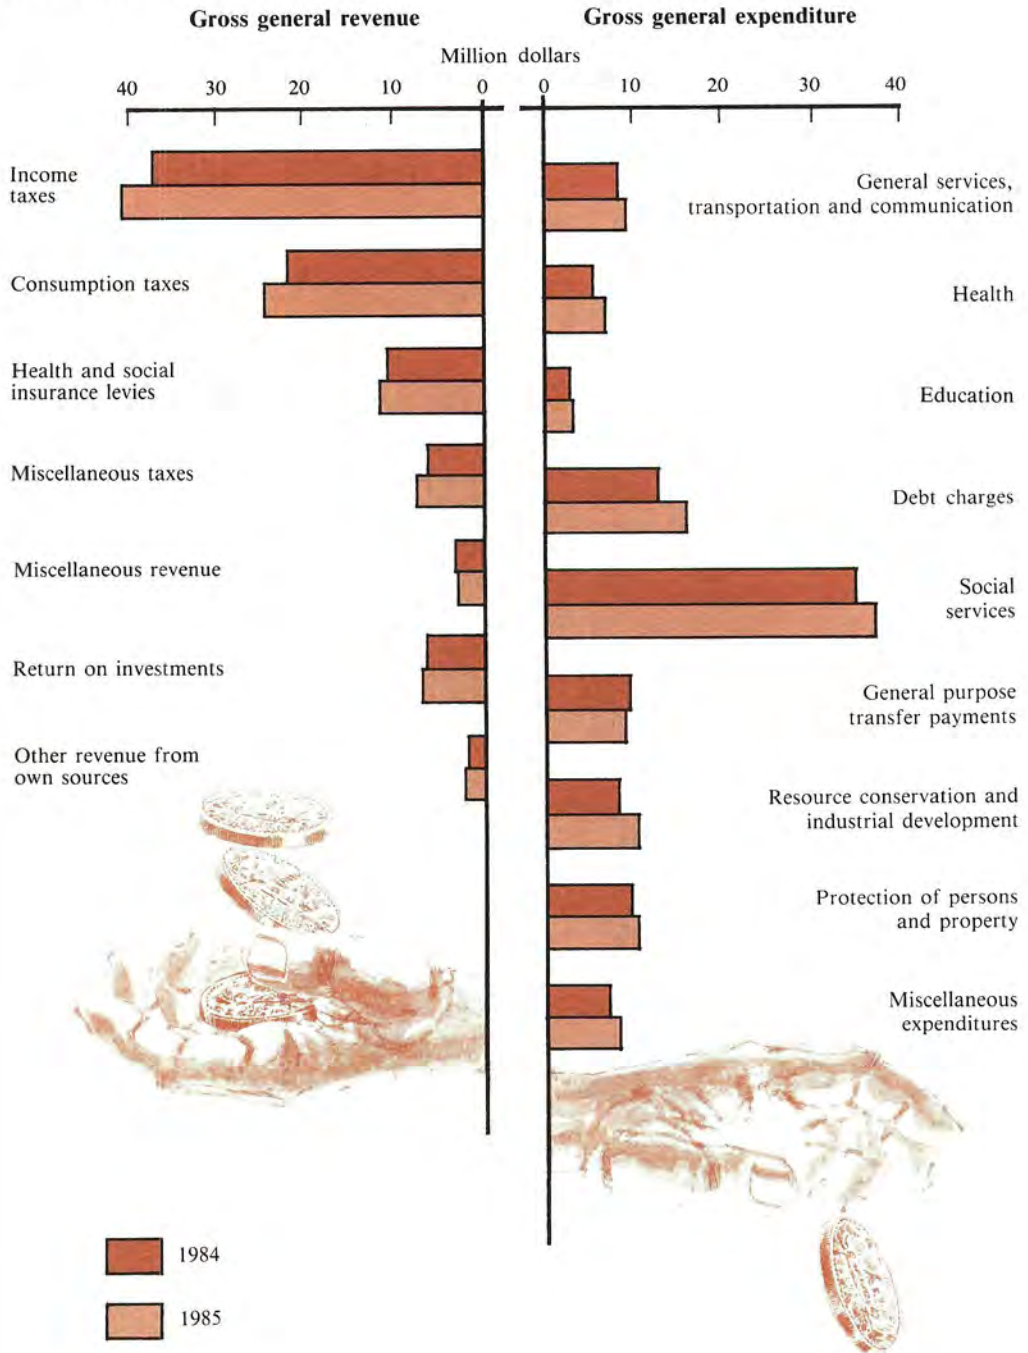 Gross general revenue
Gross general expenditure
Million dollars
40 30 20 10 0
0 10 20 30 40
Income
taxes
Consumption taxes
Health and social
insurance levies
Miscellaneous taxes
Miscellaneous revenue
Return on investments
Other revenue from
own sources
General services,
transportation and communication
Health
Education
Debt charges
Social
services
General purpose
transfer payments
Resource conservation and
industrial development
Protection of persons
and property
Miscellaneous
expenditures
1984
1985